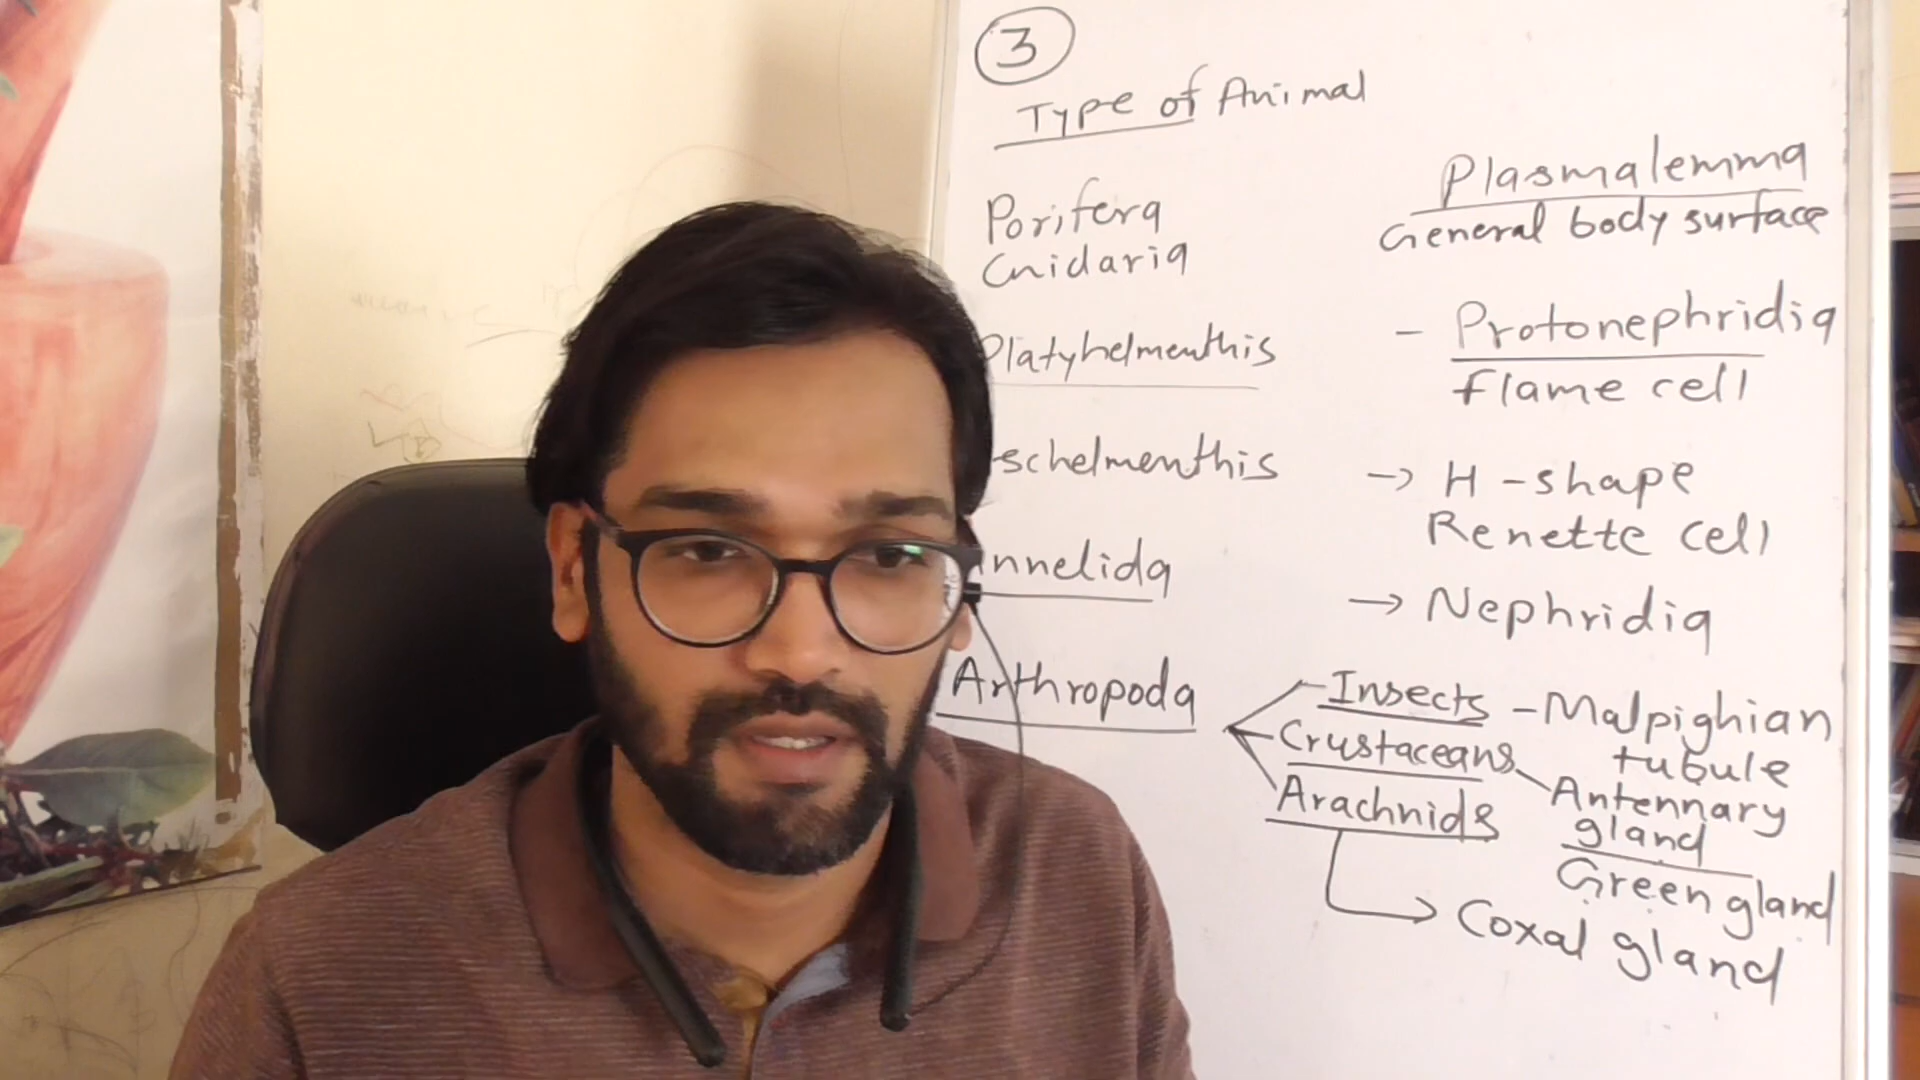 3
Type of Animal
Plasmalemma
Porifera
General body surface
Cnidaria
Platyhelmenthis
- Protonephridia
flame cell
schelmenthis
→ H-shape
Renette cell
nnelida
→ Nephridia
Arthropoda
Insects - Malpighian
tubule
Crustaceans
Antennary
gland
Green gland
Arachnids
→ Coxal gland